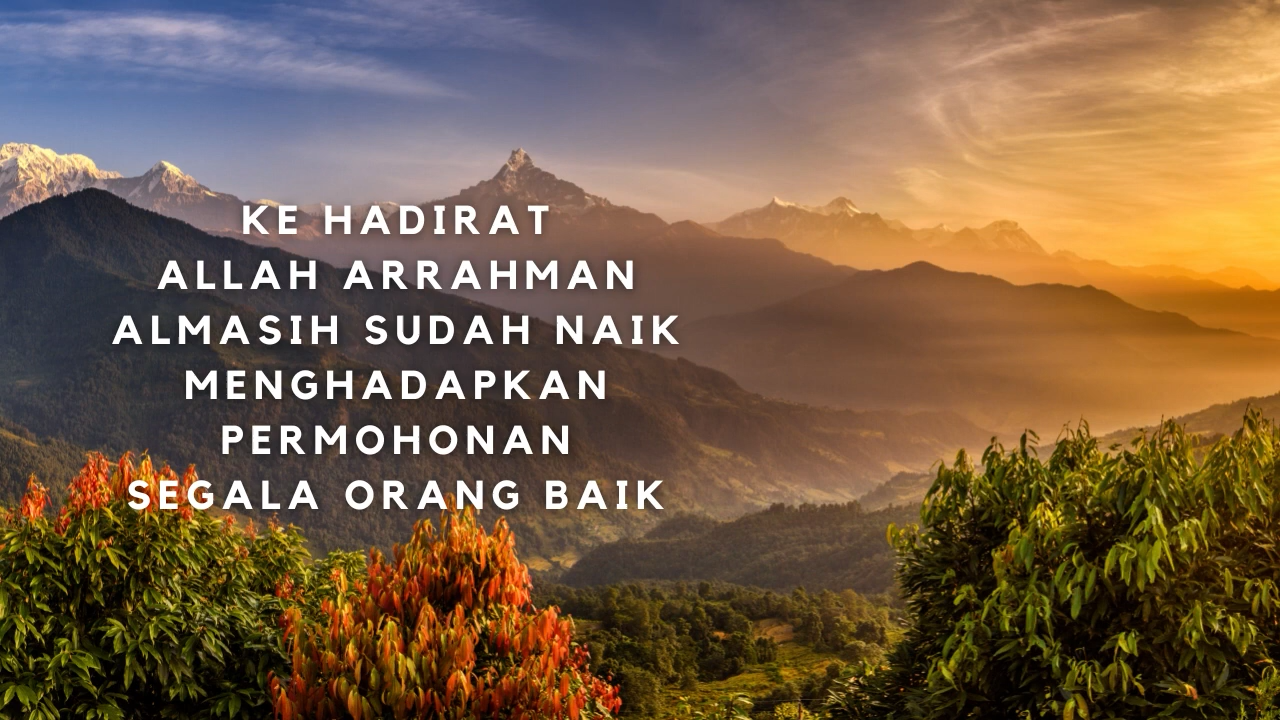 KE HADIRAT
ALLAH ARRAHMAN
ALMASIH SUDAH NAIK
MENGHADAPKAN
PERMOHONAN
SEGALA ORANG BAIK